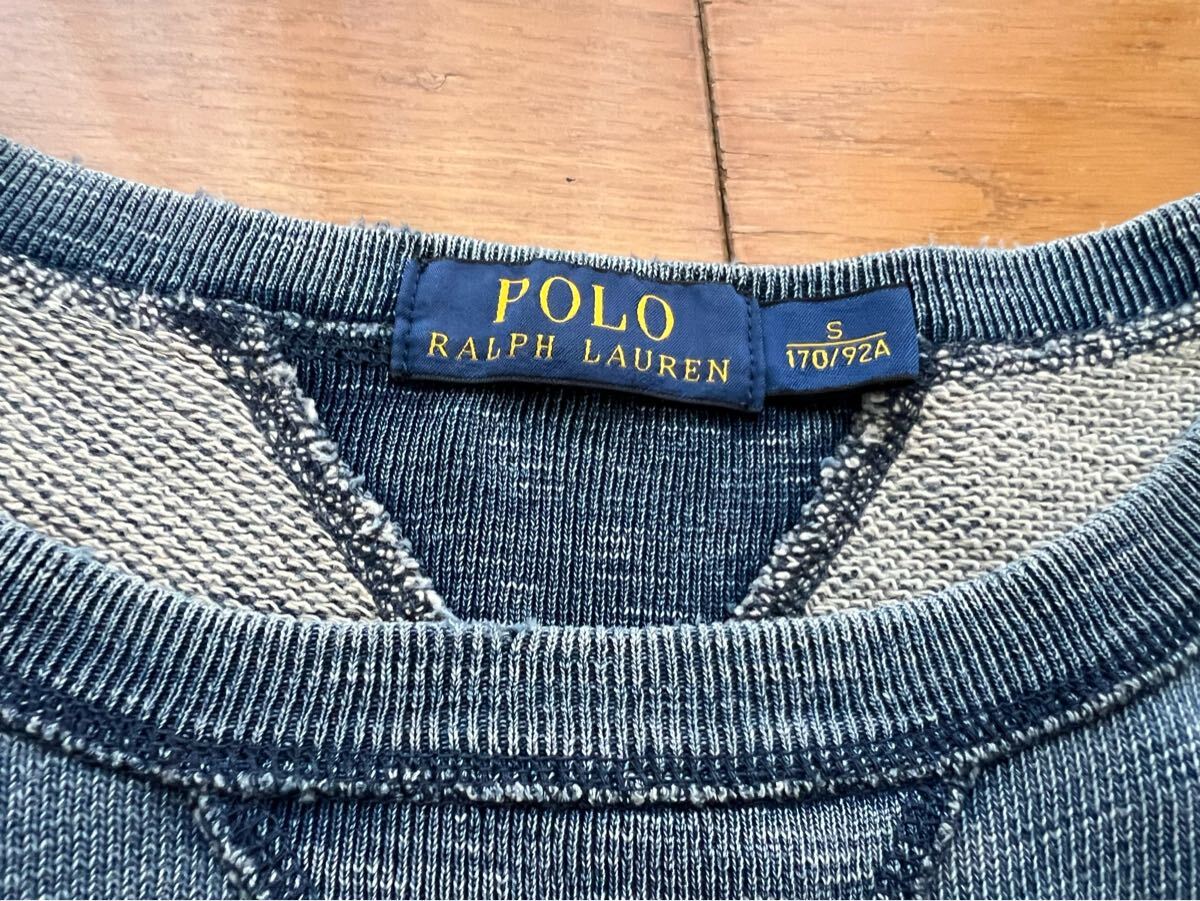 POLO
RALPH LAUREN
S
170/92A